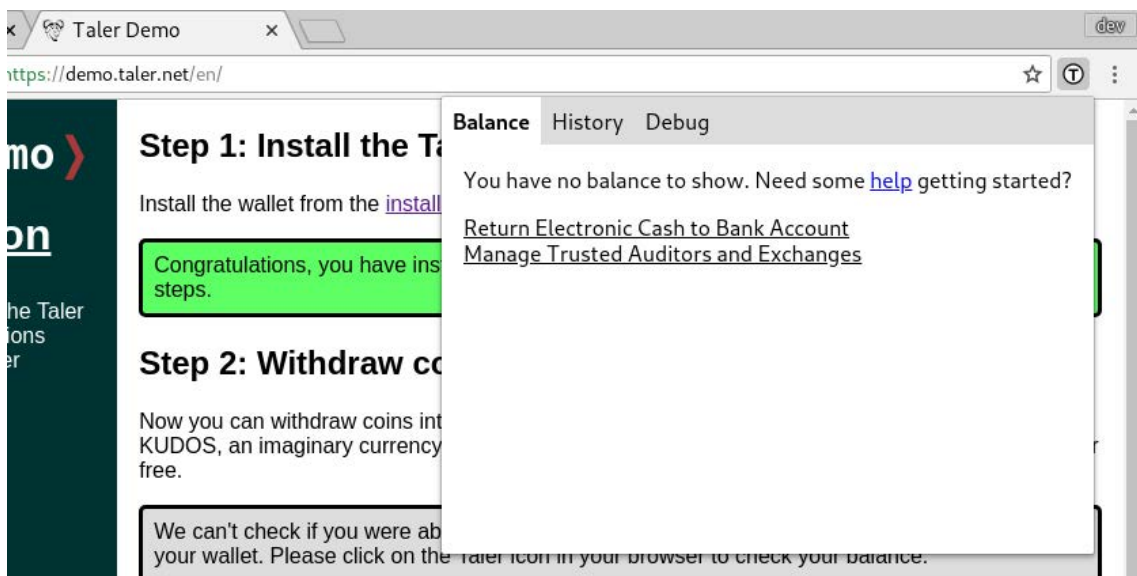 Taler Demo
dev
https://demo.taler.net/en/
T
Balance History Debug
You have no balance to show. Need some help getting started?
Return Electronic Cash to Bank Account
Manage Trusted Auditors and Exchanges
mo
on
he Taler
ions
er
Step 1: Install the Ta
Install the wallet from the install
Congratulations, you have ins
steps.
Step 2: Withdraw co
Now you can withdraw coins int
KUDOS, an imaginary currency
r
free.
We can't check if you were ab
your wallet. Please click on the Taler icon in your browser to check your balance.